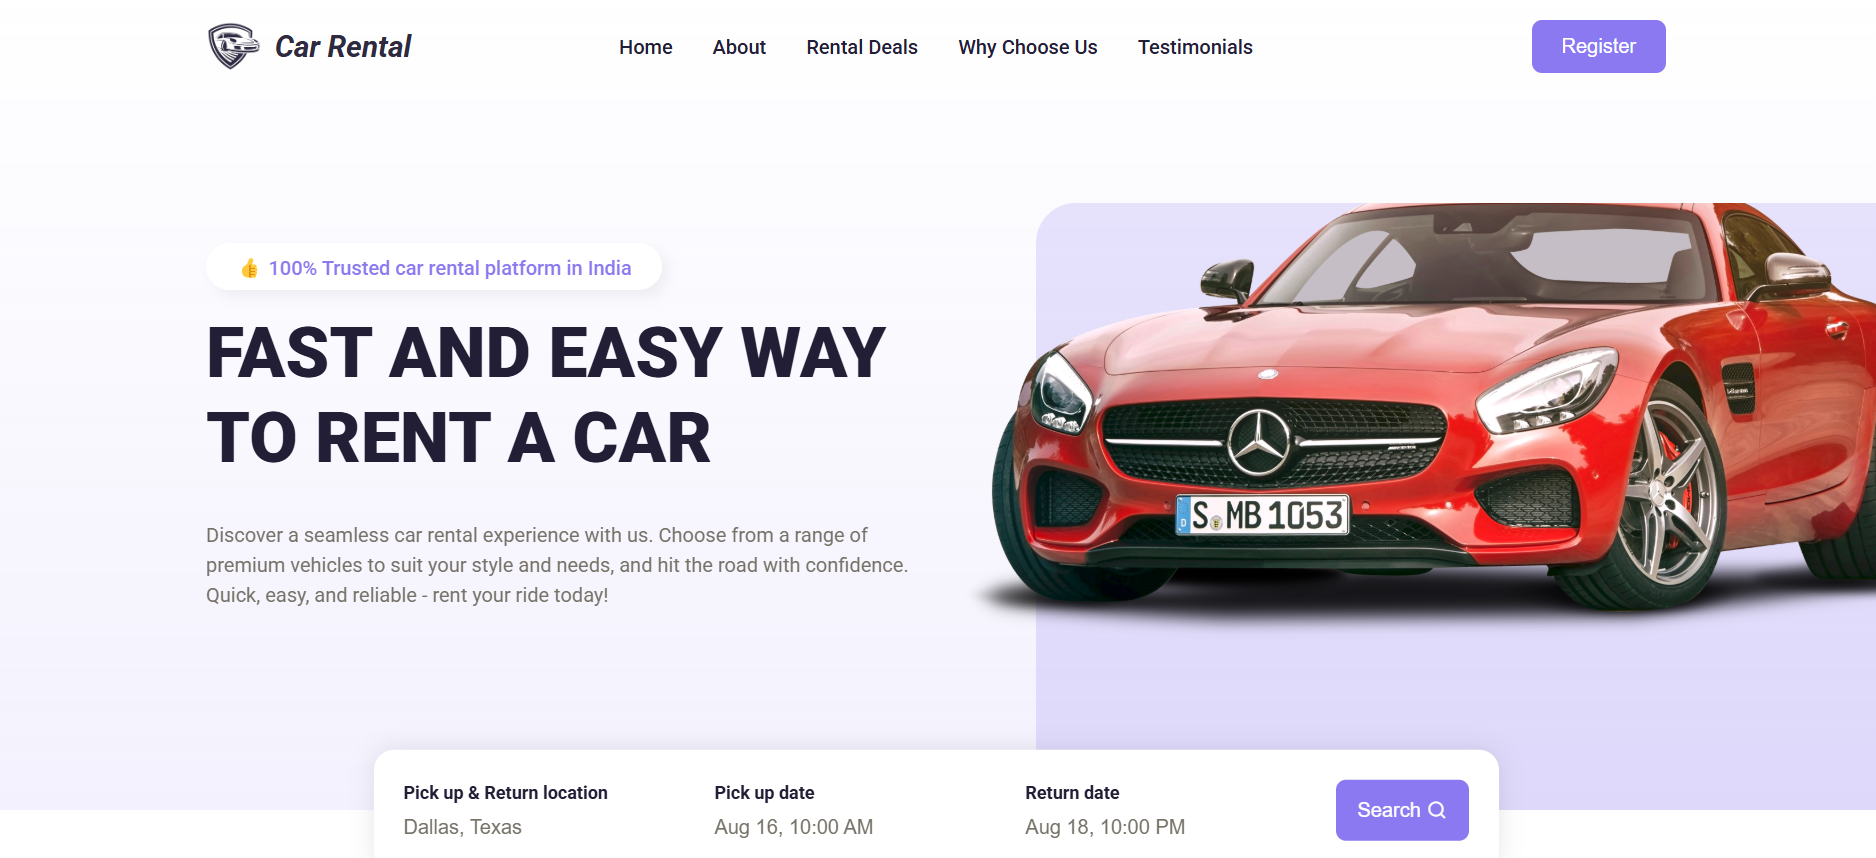 Car Rental
Home
About
Rental Deals
Why Choose Us
Testimonials
Register
👍 100% Trusted car rental platform in India
FAST AND EASY WAY
TO RENT A CAR
Discover a seamless car rental experience with us. Choose from a range of
premium vehicles to suit your style and needs, and hit the road with confidence.
Quick, easy, and reliable - rent your ride today!
D S MB 1053
Pick up & Return location
Dallas, Texas
Pick up date
Aug 16, 10:00 AM
Return date
Aug 18, 10:00 PM
Search